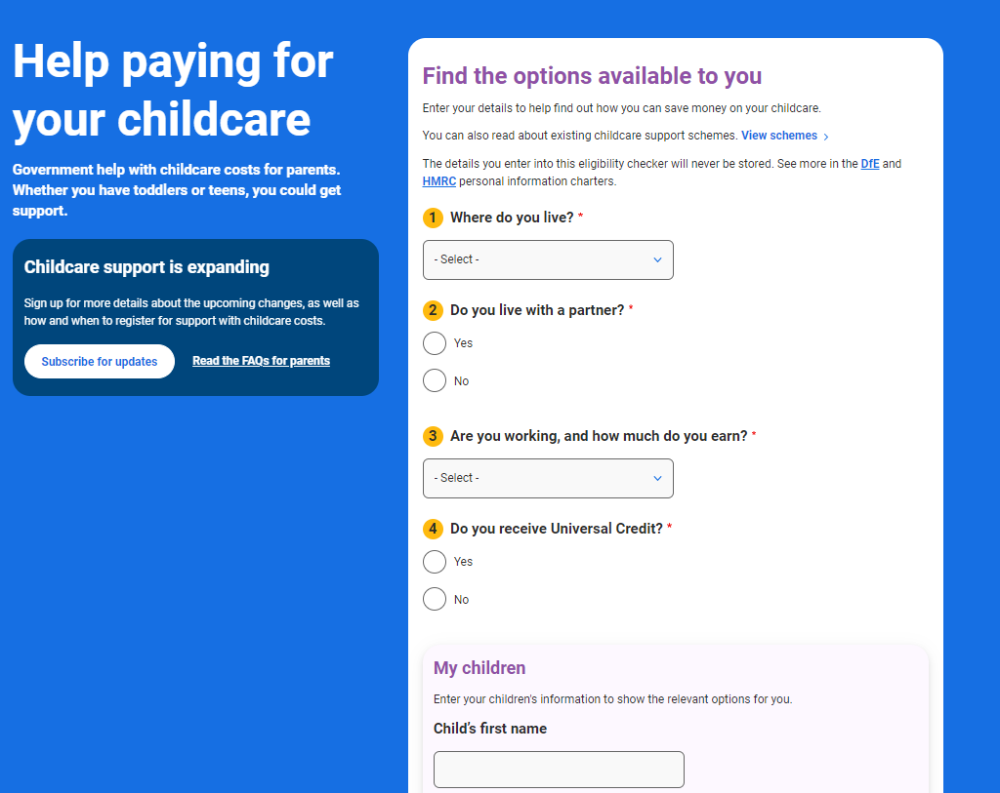 Help paying for
your childcare
Government help with childcare costs for parents.
Whether you have toddlers or teens, you could get
support.
Childcare support is expanding
Sign up for more details about the upcoming changes, as well as
how and when to register for support with childcare costs.
Subscribe for updates
Read the FAQs for parents
Find the options available to you
Enter your details to help find out how you can save money on your childcare.
You can also read about existing childcare support schemes. View schemes
The details you enter into this eligibility checker will never be stored. See more in the DfE and
HMRC personal information charters.
1 Where do you live? *
- Select -
2 Do you live with a partner? *
Yes
No
3 Are you working, and how much do you earn? *
- Select -
4 Do you receive Universal Credit? *
Yes
No
My children
Enter your children's information to show the relevant options for you.
Child’s first name